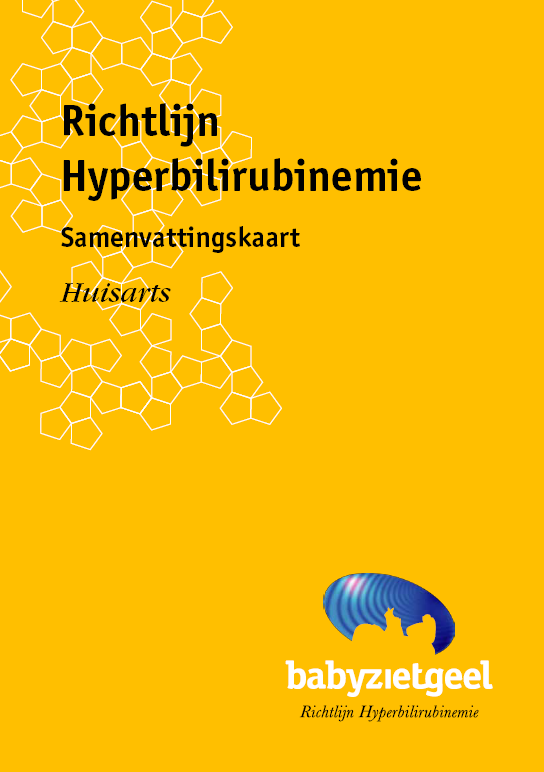 Richtlijn
Hyperbilirubinemie
Samenvattingskaart
Huisarts
babyzietgeel
Richtlijn Hyperbilirubinemie